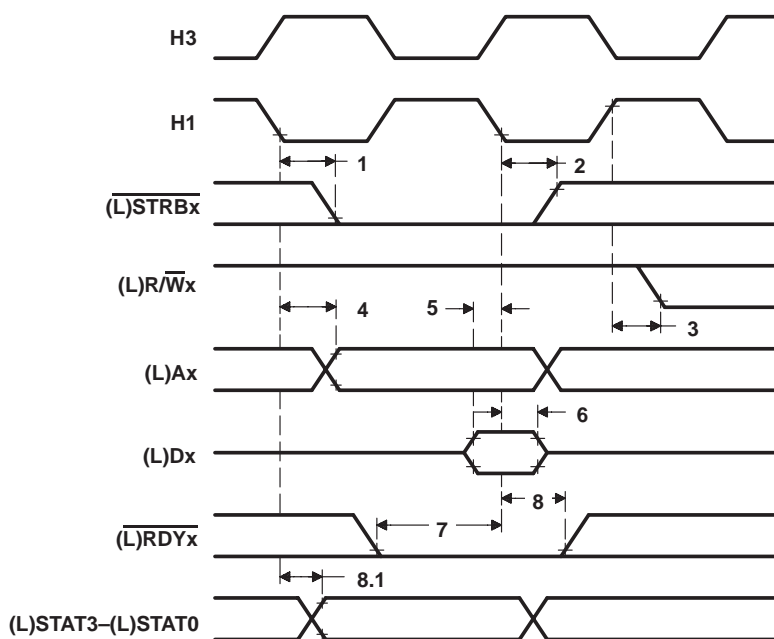 H3
H1
1
2
(L)STRBx
(L)R/Wx
4
5
3
(L)Ax
6
(L)Dx
8
7
(L)RDYx
8.1
(L)STAT3–(L)STAT0